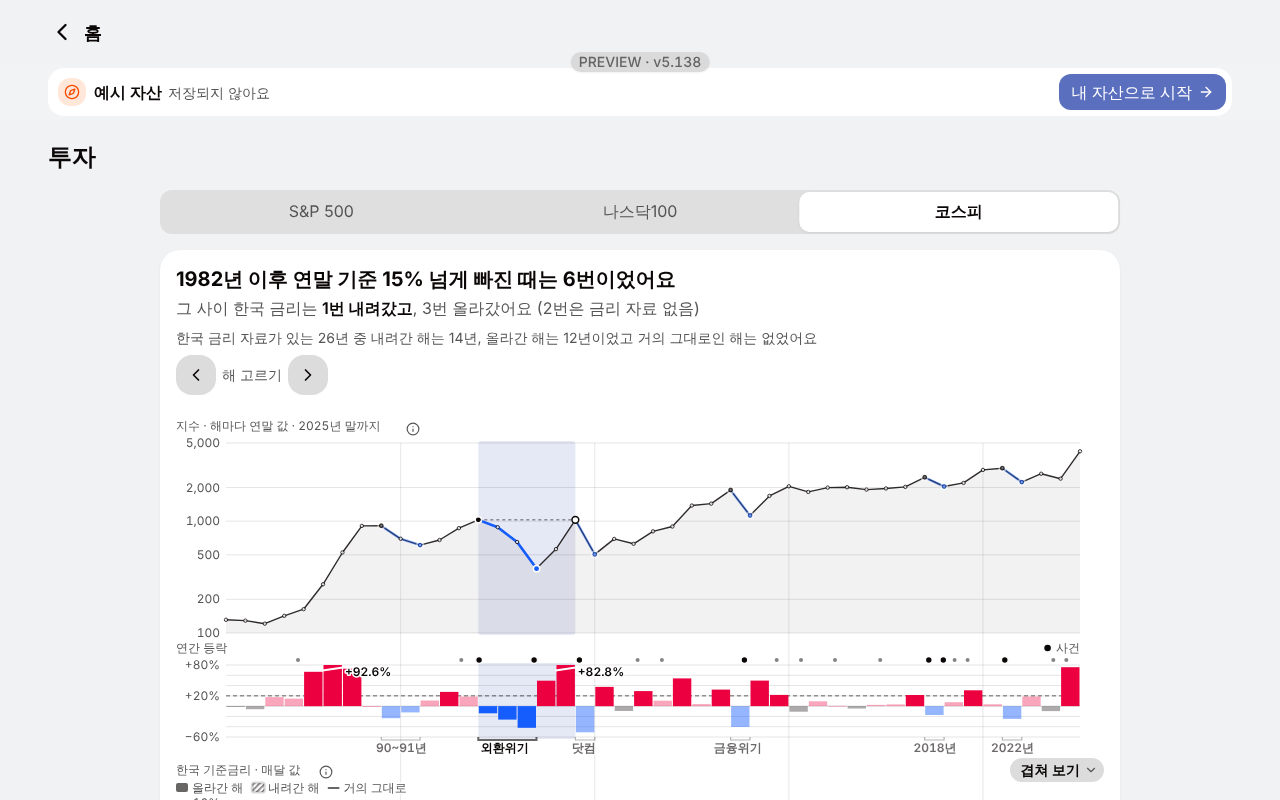 홈
PREVIEW · v5.138
예시 자산 저장되지 않아요
내 자산으로 시작 →
투자
S&P 500 나스닥100 코스피
1982년 이후 연말 기준 15% 넘게 빠진 때는 6번이었어요
그 사이 한국 금리는 1번 내려갔고, 3번 올라갔어요 (2번은 금리 자료 없음)
한국 금리 자료가 있는 26년 중 내려간 해는 14년, 올라간 해는 12년이었고 거의 그대로인 해는 없었어요
해 고르기
지수 · 해마다 연말 값 · 2025년 말까지
5,000
2,000
1,000
500
200
100
연간 등락 사건
+80%
+92.6% +82.8%
+20%
−60%
90~91년 외환위기 닷컴 금융위기 2018년 2022년
한국 기준금리 · 매달 값
겹쳐 보기
올라간 해 내려간 해 거의 그대로